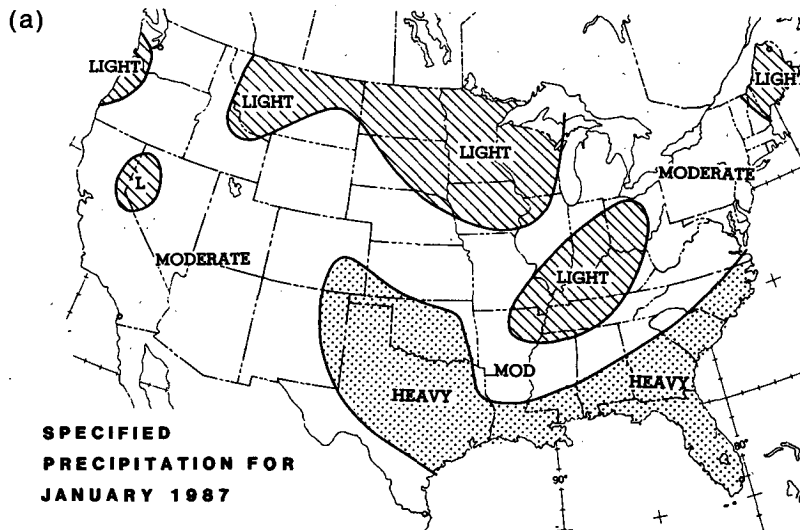 (a)
LIGHT
LIGHT
LIGH
LIGHT
MODERATE
L
MODERATE
LIGHT
MOD
HEAVY
HEAVY
SPECIFIED
PRECIPITATION FOR
JANUARY 1987
90°
80°